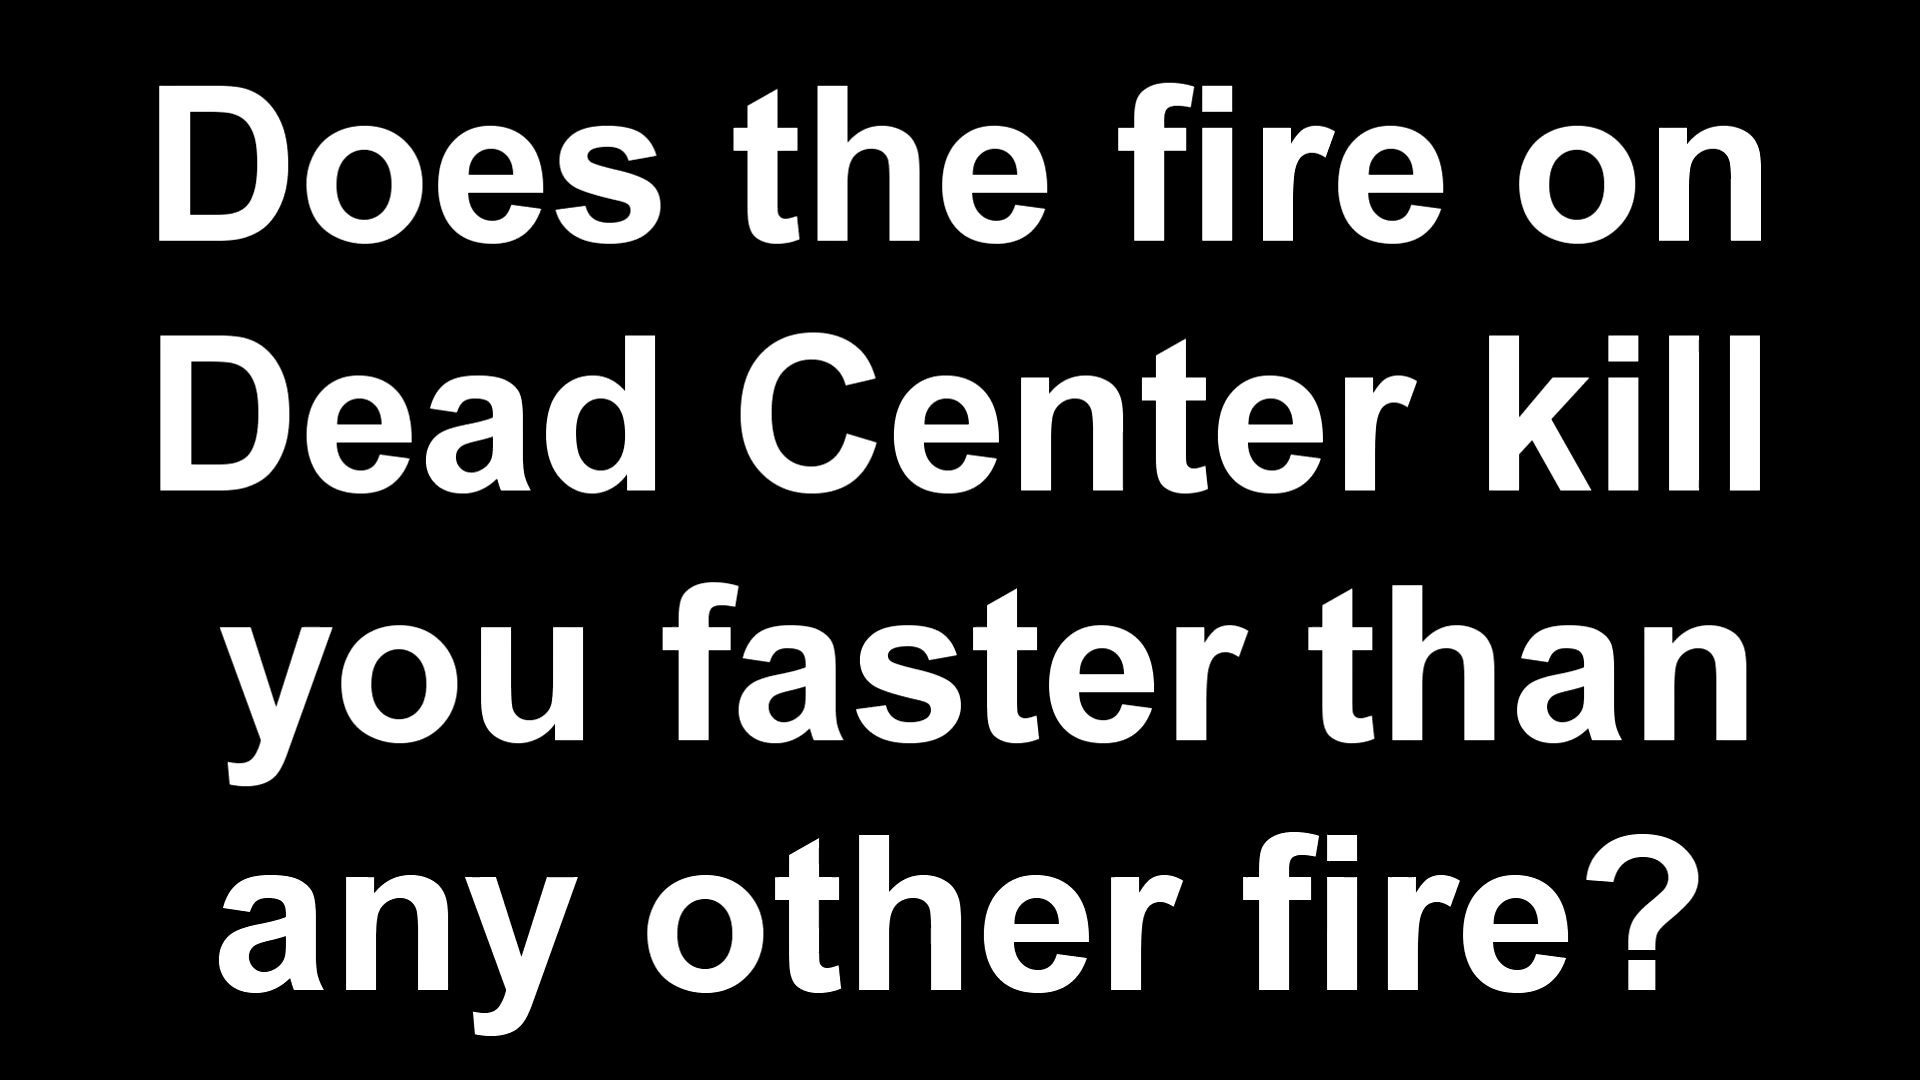 Does the fire on
Dead Center kill
you faster than
any other fire?